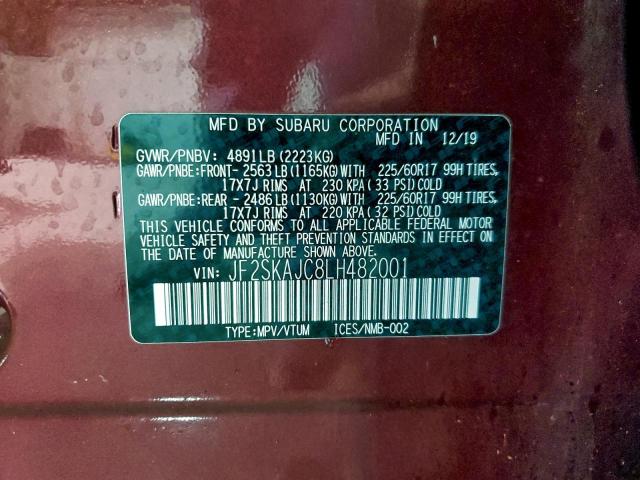 MFD BY SUBARU CORPORATION
MFD IN 12/19
GVWR/PNBV: 4891LB (2223KG)
GAWR/PNBE:FRONT- 2563LB (1165KG)WITH 225/60R17 99H TIRES,
17X7J RIMS AT 230 KPA ( 33 PSI) COLD
GAWR/PNBE:REAR - 2486LB (1130KG)WITH 225/60R17 99H TIRES,
17X7J RIMS AT 220 KPA ( 32 PSI) COLD
THIS VEHICLE CONFORMS TO ALL APPLICABLE FEDERAL MOTOR
VEHICLE SAFETY AND THEFT PREVENTION STANDARDS IN EFFECT
ON THE DATE OF MANUFACTURE SHOWN ABOVE.
VIN: JF2SKAJC8LH482001
TYPE:MPV/VTUM ICES/NMB-002